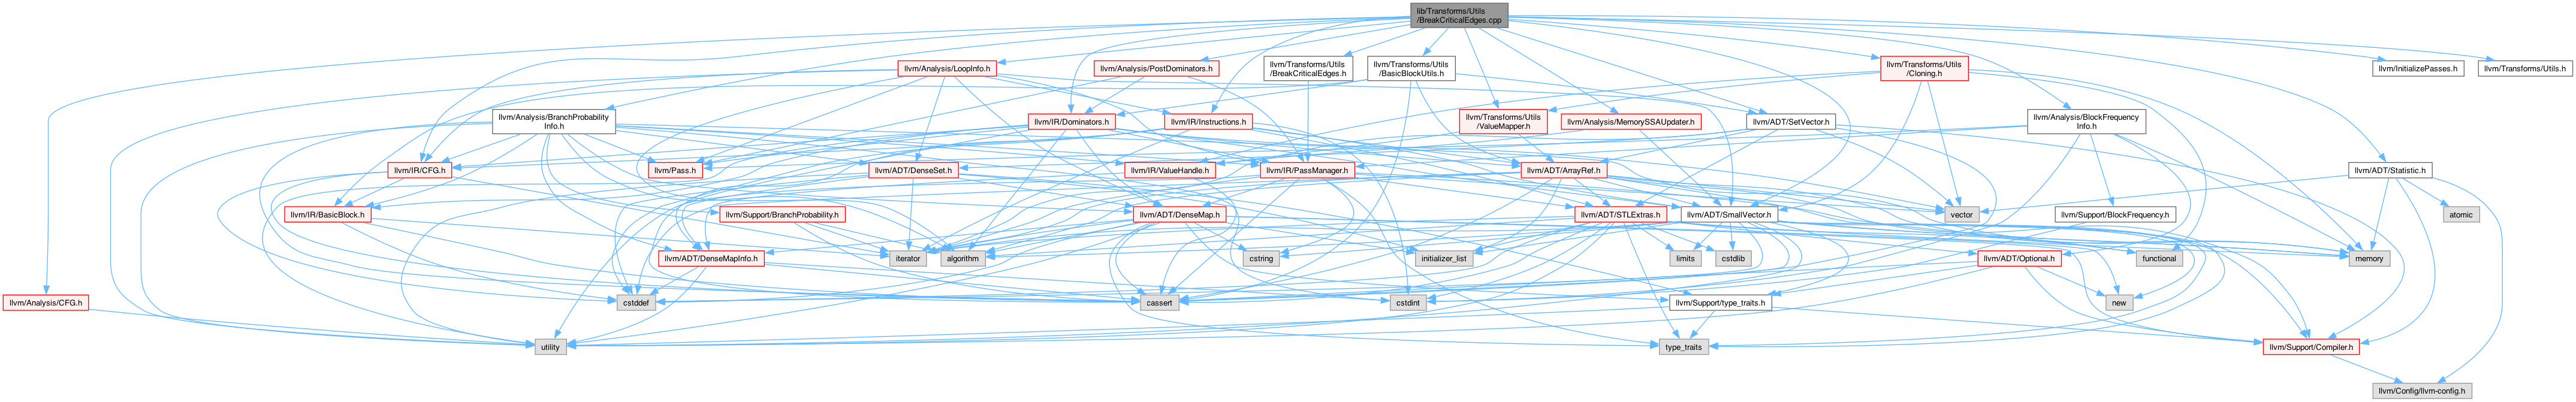 lib/Transforms/Utils
/BreakCriticalEdges.cpp
llvm/Analysis/LoopInfo.h
llvm/Analysis/PostDominators.h
llvm/Transforms/Utils
/BreakCriticalEdges.h
llvm/Transforms/Utils
/BasicBlockUtils.h
llvm/Transforms/Utils
/Cloning.h
llvm/InitializePasses.h
llvm/Transforms/Utils.h
llvm/Analysis/BranchProbability
Info.h
llvm/IR/Dominators.h
llvm/IR/Instructions.h
llvm/Transforms/Utils
/ValueMapper.h
llvm/Analysis/MemorySSAUpdater.h
llvm/ADT/SetVector.h
llvm/Analysis/BlockFrequency
Info.h
llvm/IR/CFG.h
llvm/Pass.h
llvm/ADT/DenseSet.h
llvm/IR/ValueHandle.h
llvm/IR/PassManager.h
llvm/ADT/ArrayRef.h
llvm/ADT/Statistic.h
llvm/IR/BasicBlock.h
llvm/Support/BranchProbability.h
llvm/ADT/DenseMap.h
llvm/ADT/STLExtras.h
llvm/ADT/SmallVector.h
vector
llvm/Support/BlockFrequency.h
atomic
llvm/ADT/DenseMapInfo.h
iterator
algorithm
cstring
initializer_list
limits
cstdlib
llvm/ADT/Optional.h
functional
memory
llvm/Analysis/CFG.h
cstddef
cassert
cstdint
llvm/Support/type_traits.h
new
utility
type_traits
llvm/Support/Compiler.h
llvm/Config/llvm-config.h